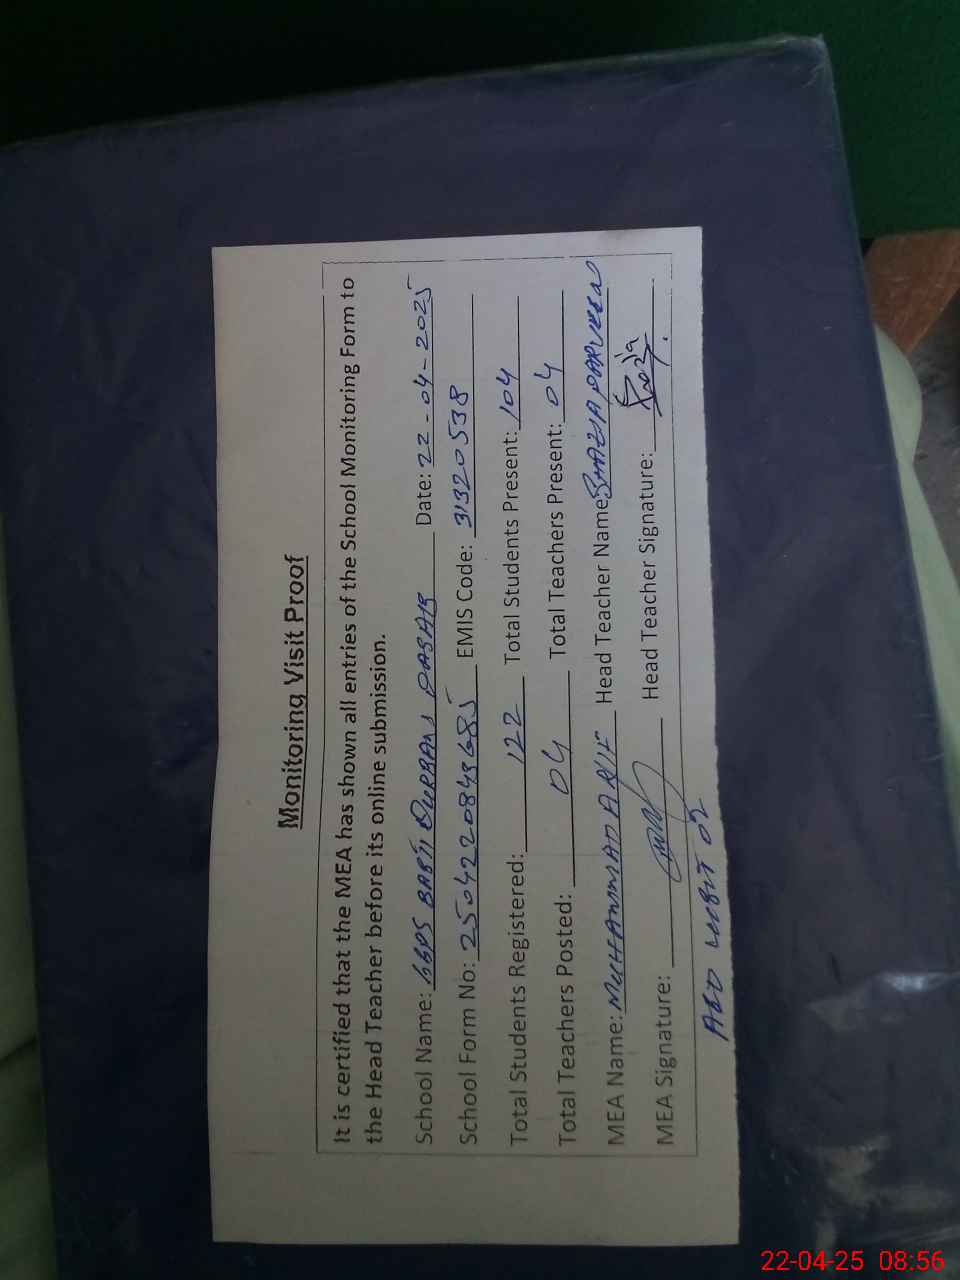 Monitoring Visit Proof
It is certified that the MEA has shown all entries of the School Monitoring Form to
the Head Teacher before its online submission.
School Name: GGPS BASTI DURRANI Date: 22-04-2025
School Form No: 2504220843685 EMIS Code: 31320538
Total Students Registered: 122 Total Students Present: 104
Total Teachers Posted: 04 Total Teachers Present: 04
MEA Name: MUHAMMAD ARIF Head Teacher Name SHAZIA PARVEEN
MEA Signature: Head Teacher Signature:
AEO VISIT 02
22-04-25 08:56